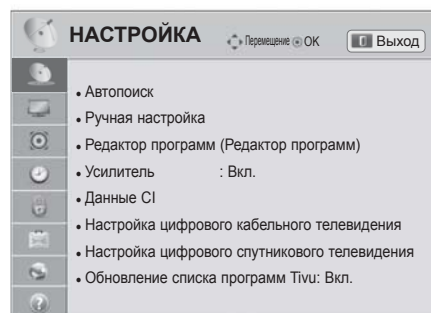 НАСТРОЙКА Перемещение OK Выход
• Автопоиск
• Ручная настройка
• Редактор программ (Редактор программ)
• Усилитель : Вкл.
• Данные CI
• Настройка цифрового кабельного телевидения
• Настройка цифрового спутникового телевидения
• Обновление списка программ Tivu: Вкл.